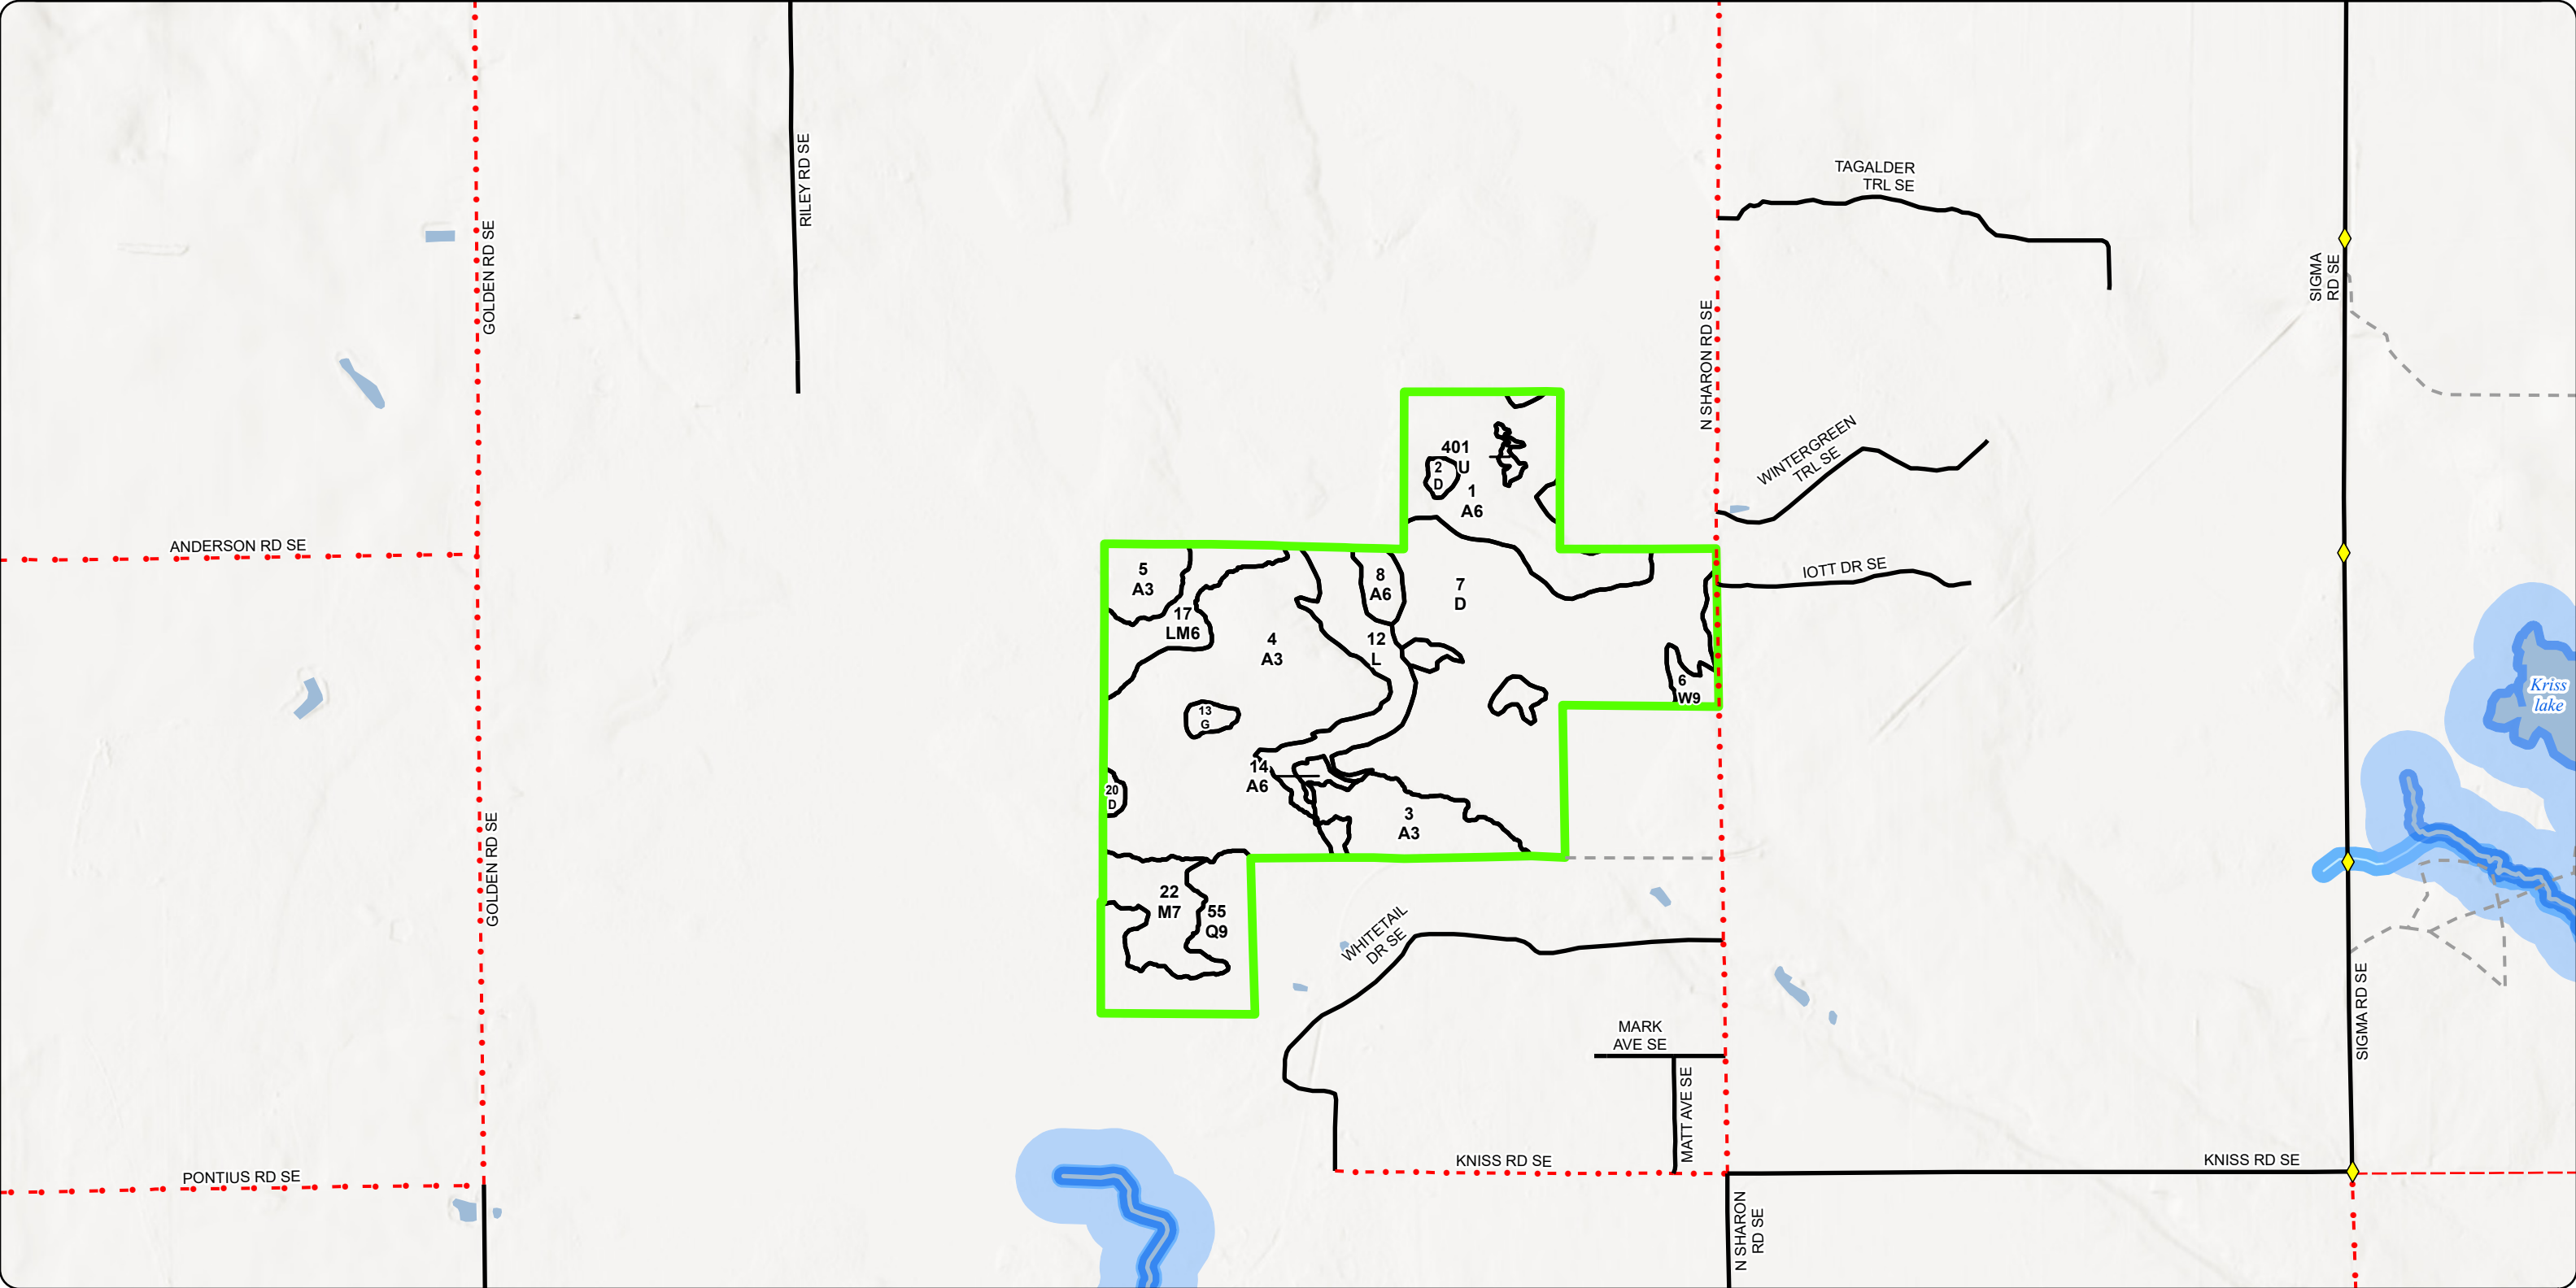 TAGALDER
TRL SE
RILEY RD SE
GOLDEN RD SE
SIGMA
RD SE
N SHARON RD SE
WINTERGREEN
TRL SE
401
U
2
D
1
A6
ANDERSON RD SE
IOTT DR SE
5
A3
8
A6
7
D
17
LM6
4
A3
12
L
6
W9
Kriss
lake
13
G
14
A6
20
D
3
A3
GOLDEN RD SE
22
M7
55
Q9
WHITETAIL
DR SE
SIGMA RD SE
MARK
AVE SE
MATT AVE SE
KNISS RD SE
KNISS RD SE
PONTIUS RD SE
N SHARON
RD SE